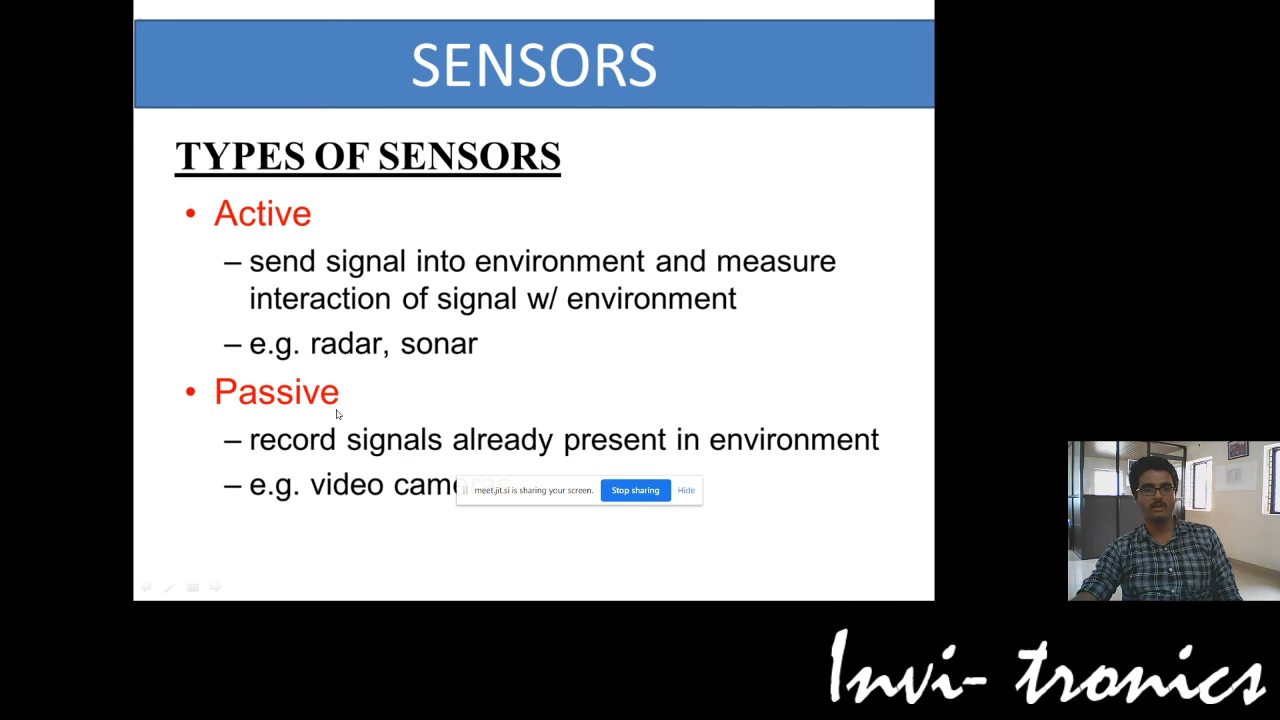 SENSORS
TYPES OF SENSORS
• Active
– send signal into environment and measure
interaction of signal w/ environment
– e.g. radar, sonar
• Passive
– record signals already present in environment
– e.g. video cameras
meet.jit.si is sharing your screen. Stop sharing Hide
Invi- tronics